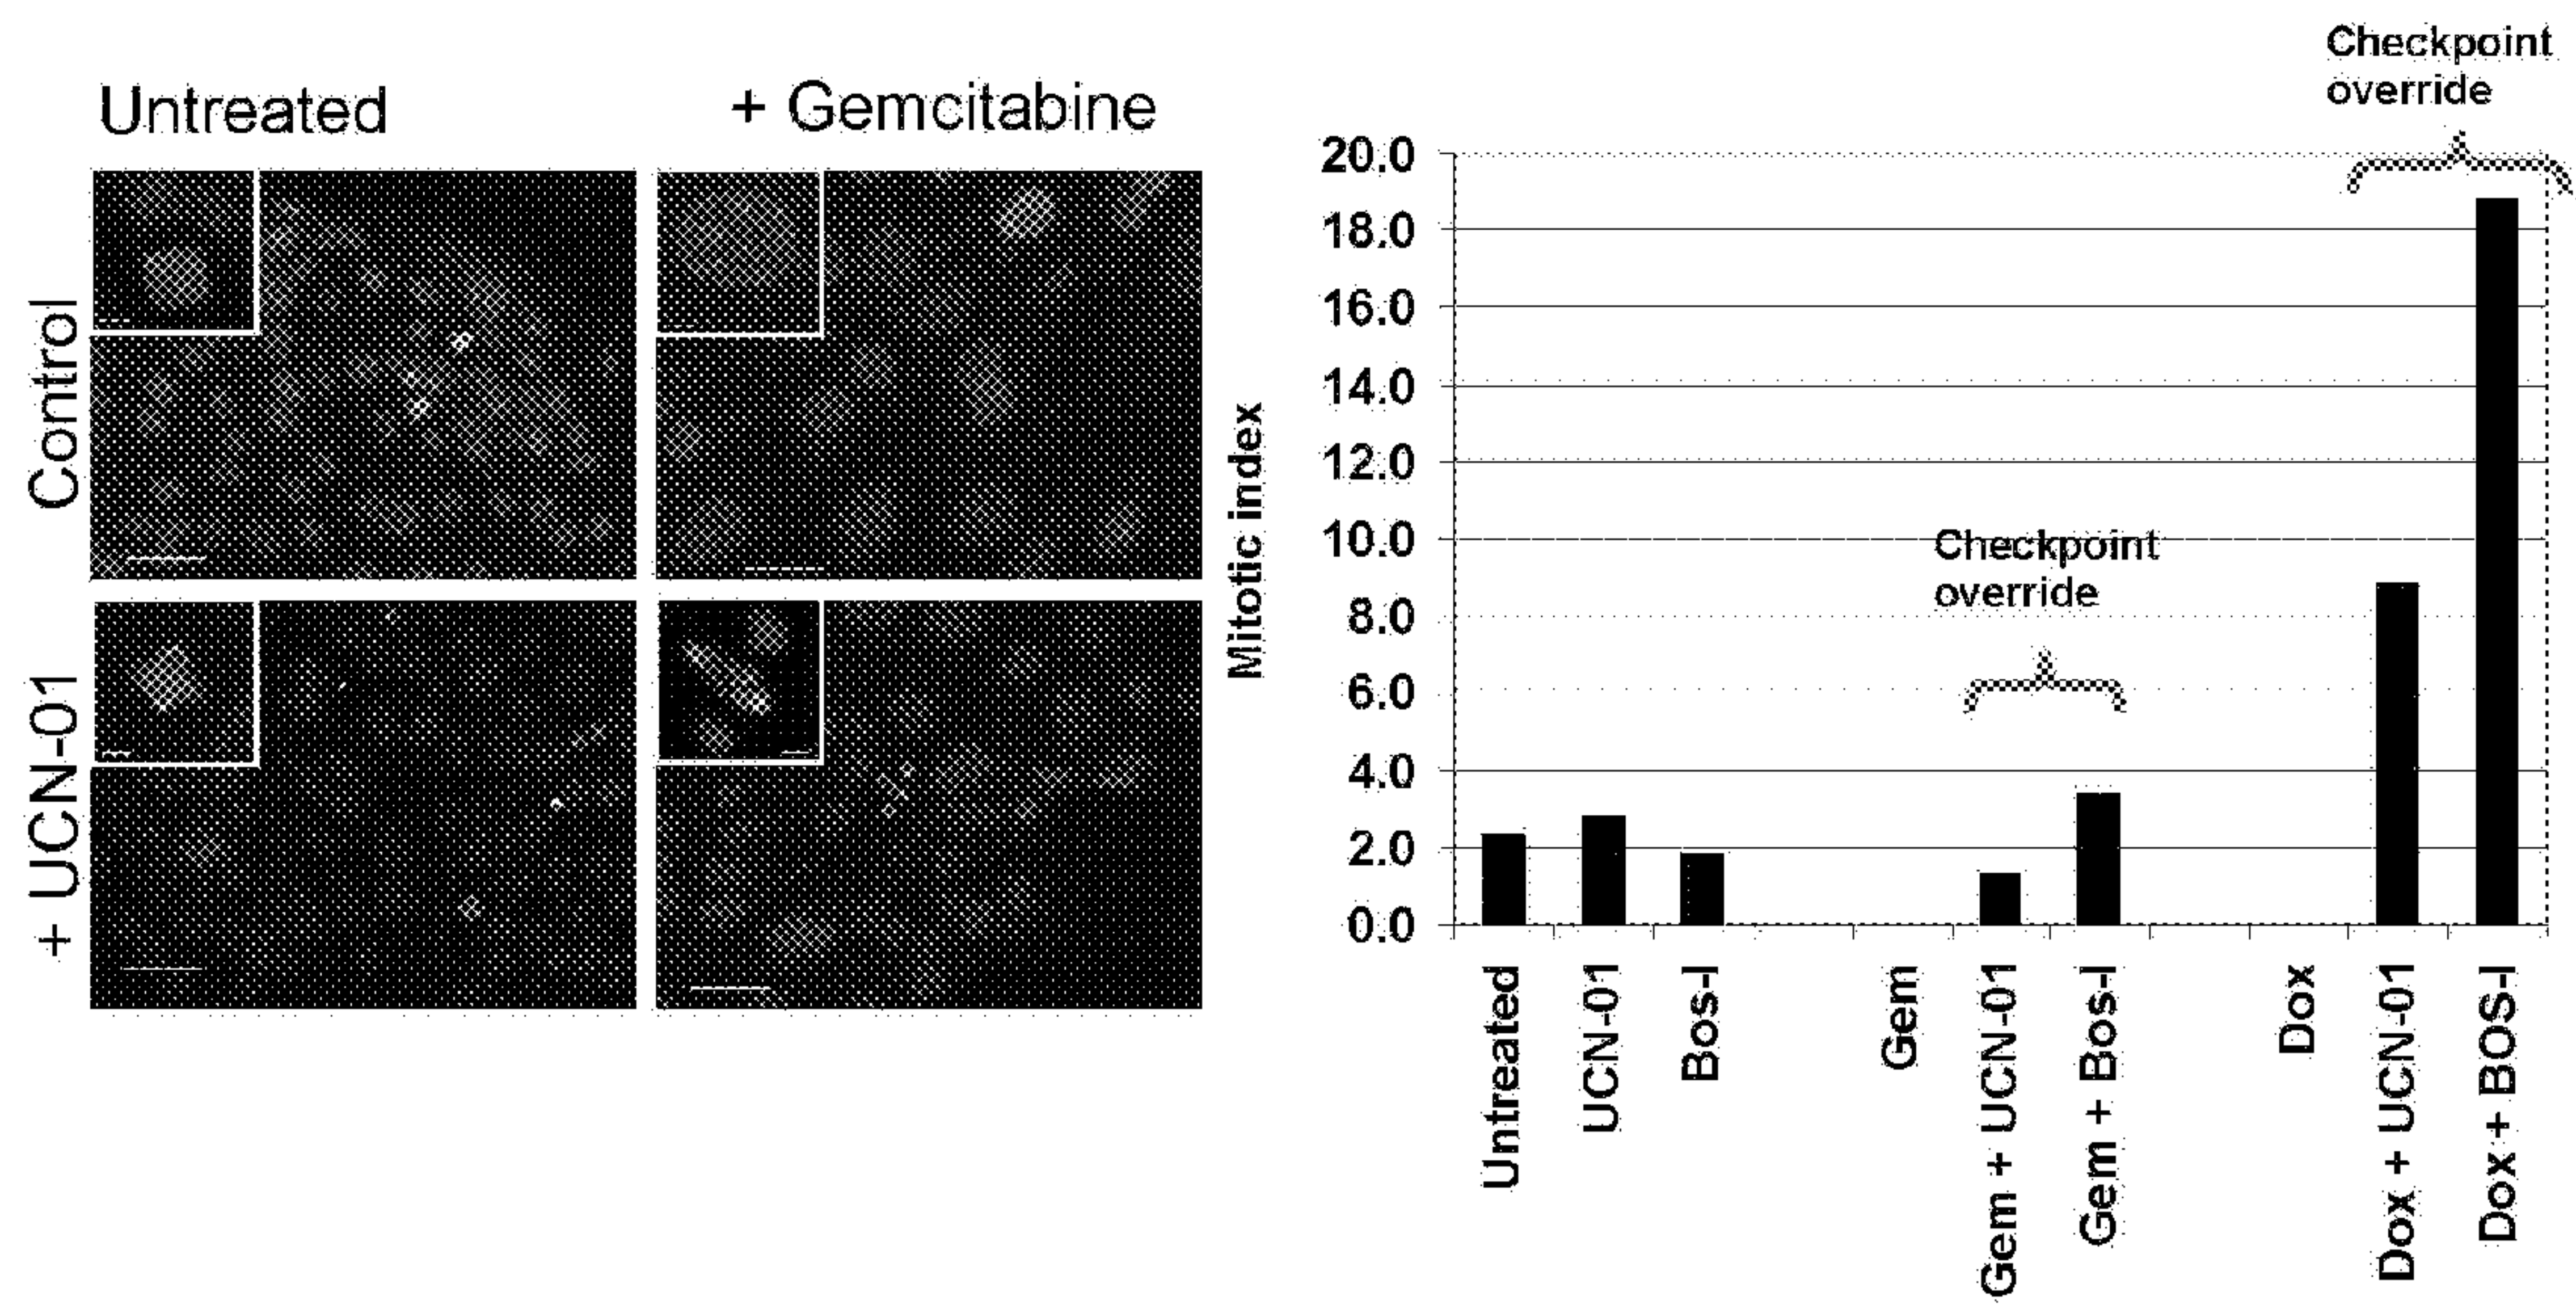 Untreated
+ Gemcitabine
Control
+ UCN-01
Checkpoint
override
Mitotic index
20.0
18.0
16.0
14.0
12.0
10.0
8.0
6.0
4.0
2.0
0.0
Checkpoint
override
Untreated
UCN-01
Bos-I
Gem
Gem + UCN-01
Gem + Bos-I
Dox
Dox + UCN-01
Dox + BOS-I